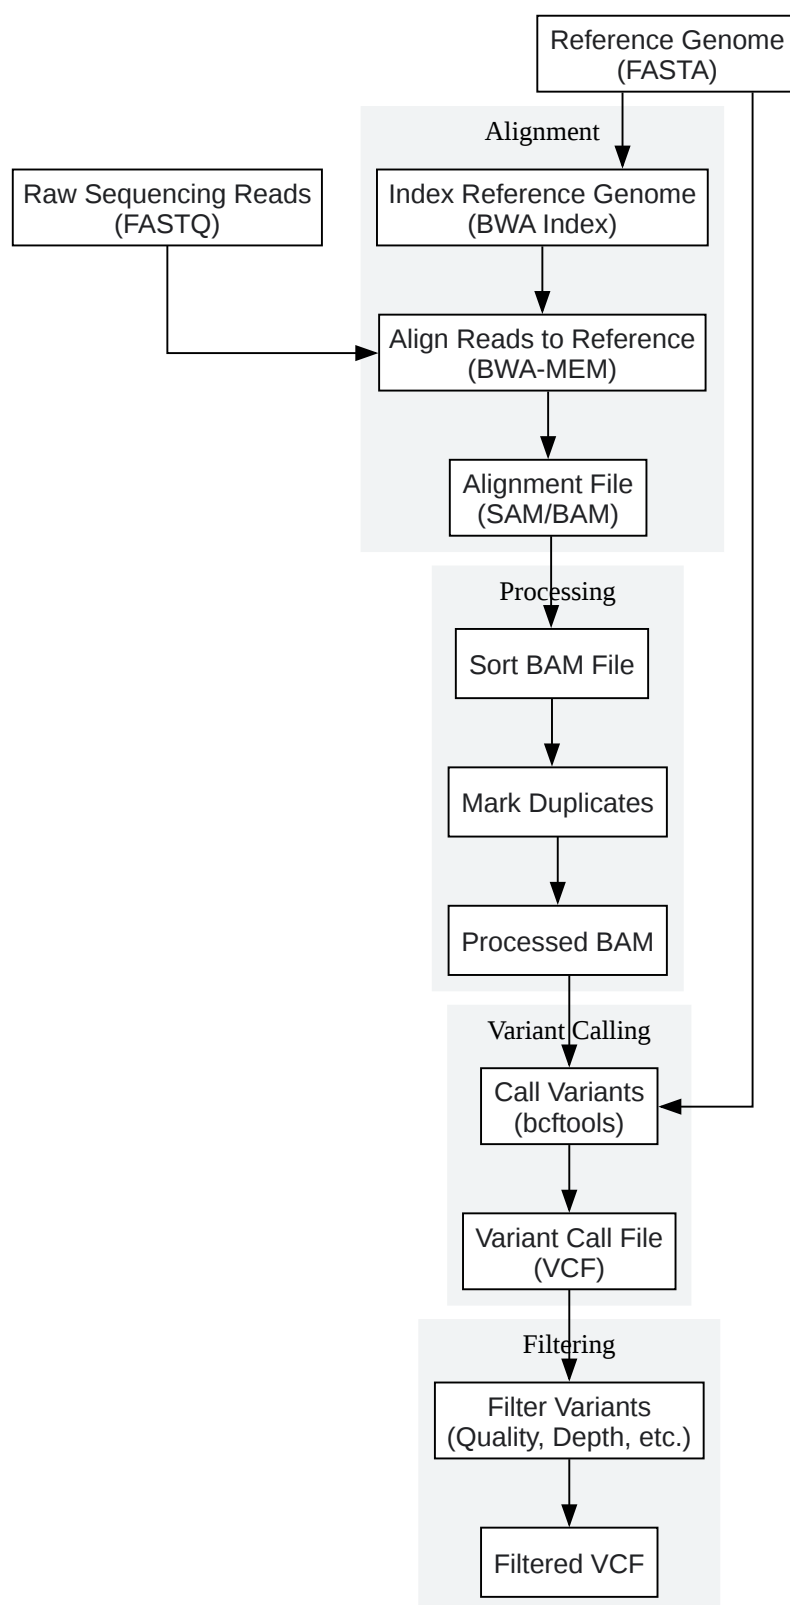 Reference Genome
(FASTA)
Alignment
Raw Sequencing Reads
(FASTQ)
Index Reference Genome
(BWA Index)
Align Reads to Reference
(BWA-MEM)
Alignment File
(SAM/BAM)
Processing
Sort BAM File
Mark Duplicates
Processed BAM
Variant Calling
Call Variants
(bcftools)
Variant Call File
(VCF)
Filtering
Filter Variants
(Quality, Depth, etc.)
Filtered VCF